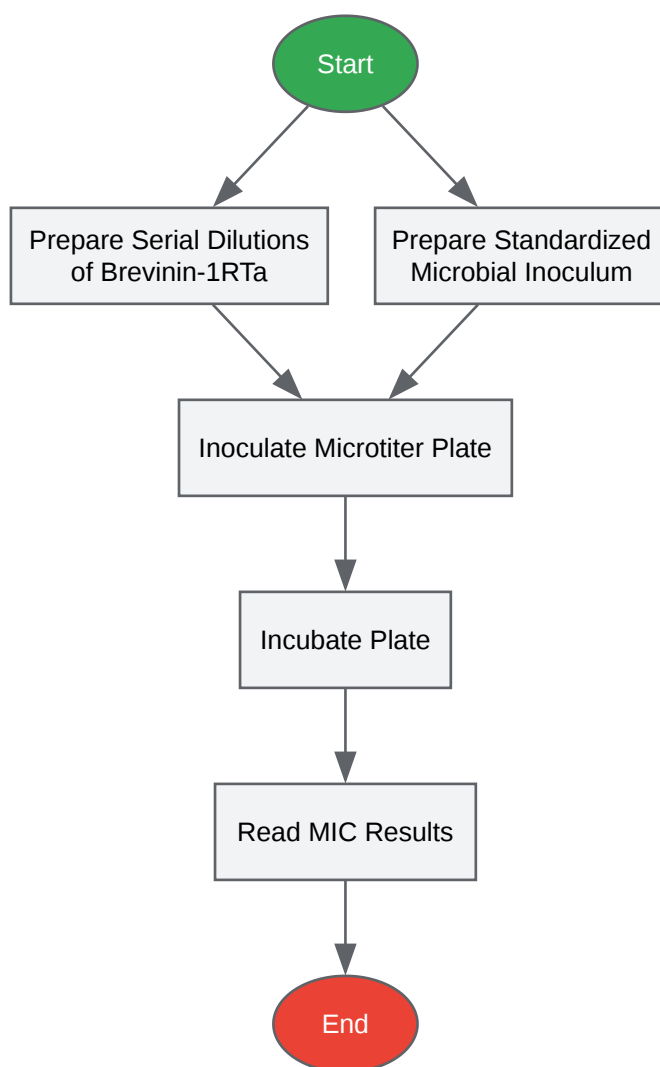 Start
Prepare Serial Dilutions
of Brevinin-1RTa
Prepare Standardized
Microbial Inoculum
Inoculate Microtiter Plate
Incubate Plate
Read MIC Results
End